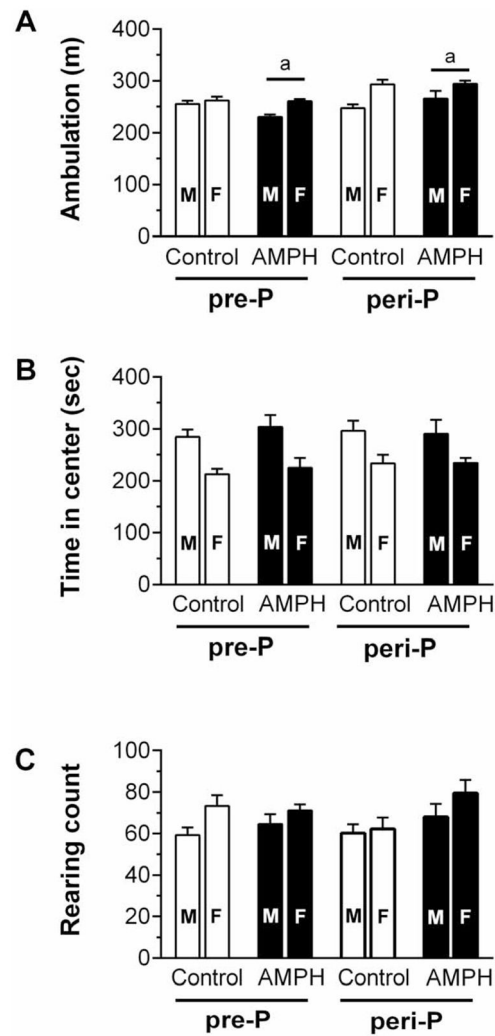 A
Ambulation (m)
400
300
200
100
0
a
a
M F M F M F M F
Control AMPH Control AMPH
pre-P peri-P
B
Time in center (sec)
400
300
200
100
0
M F M F M F M F
Control AMPH Control AMPH
pre-P peri-P
C
Rearing count
100
80
60
40
20
0
M F M F M F M F
Control AMPH Control AMPH
pre-P peri-P